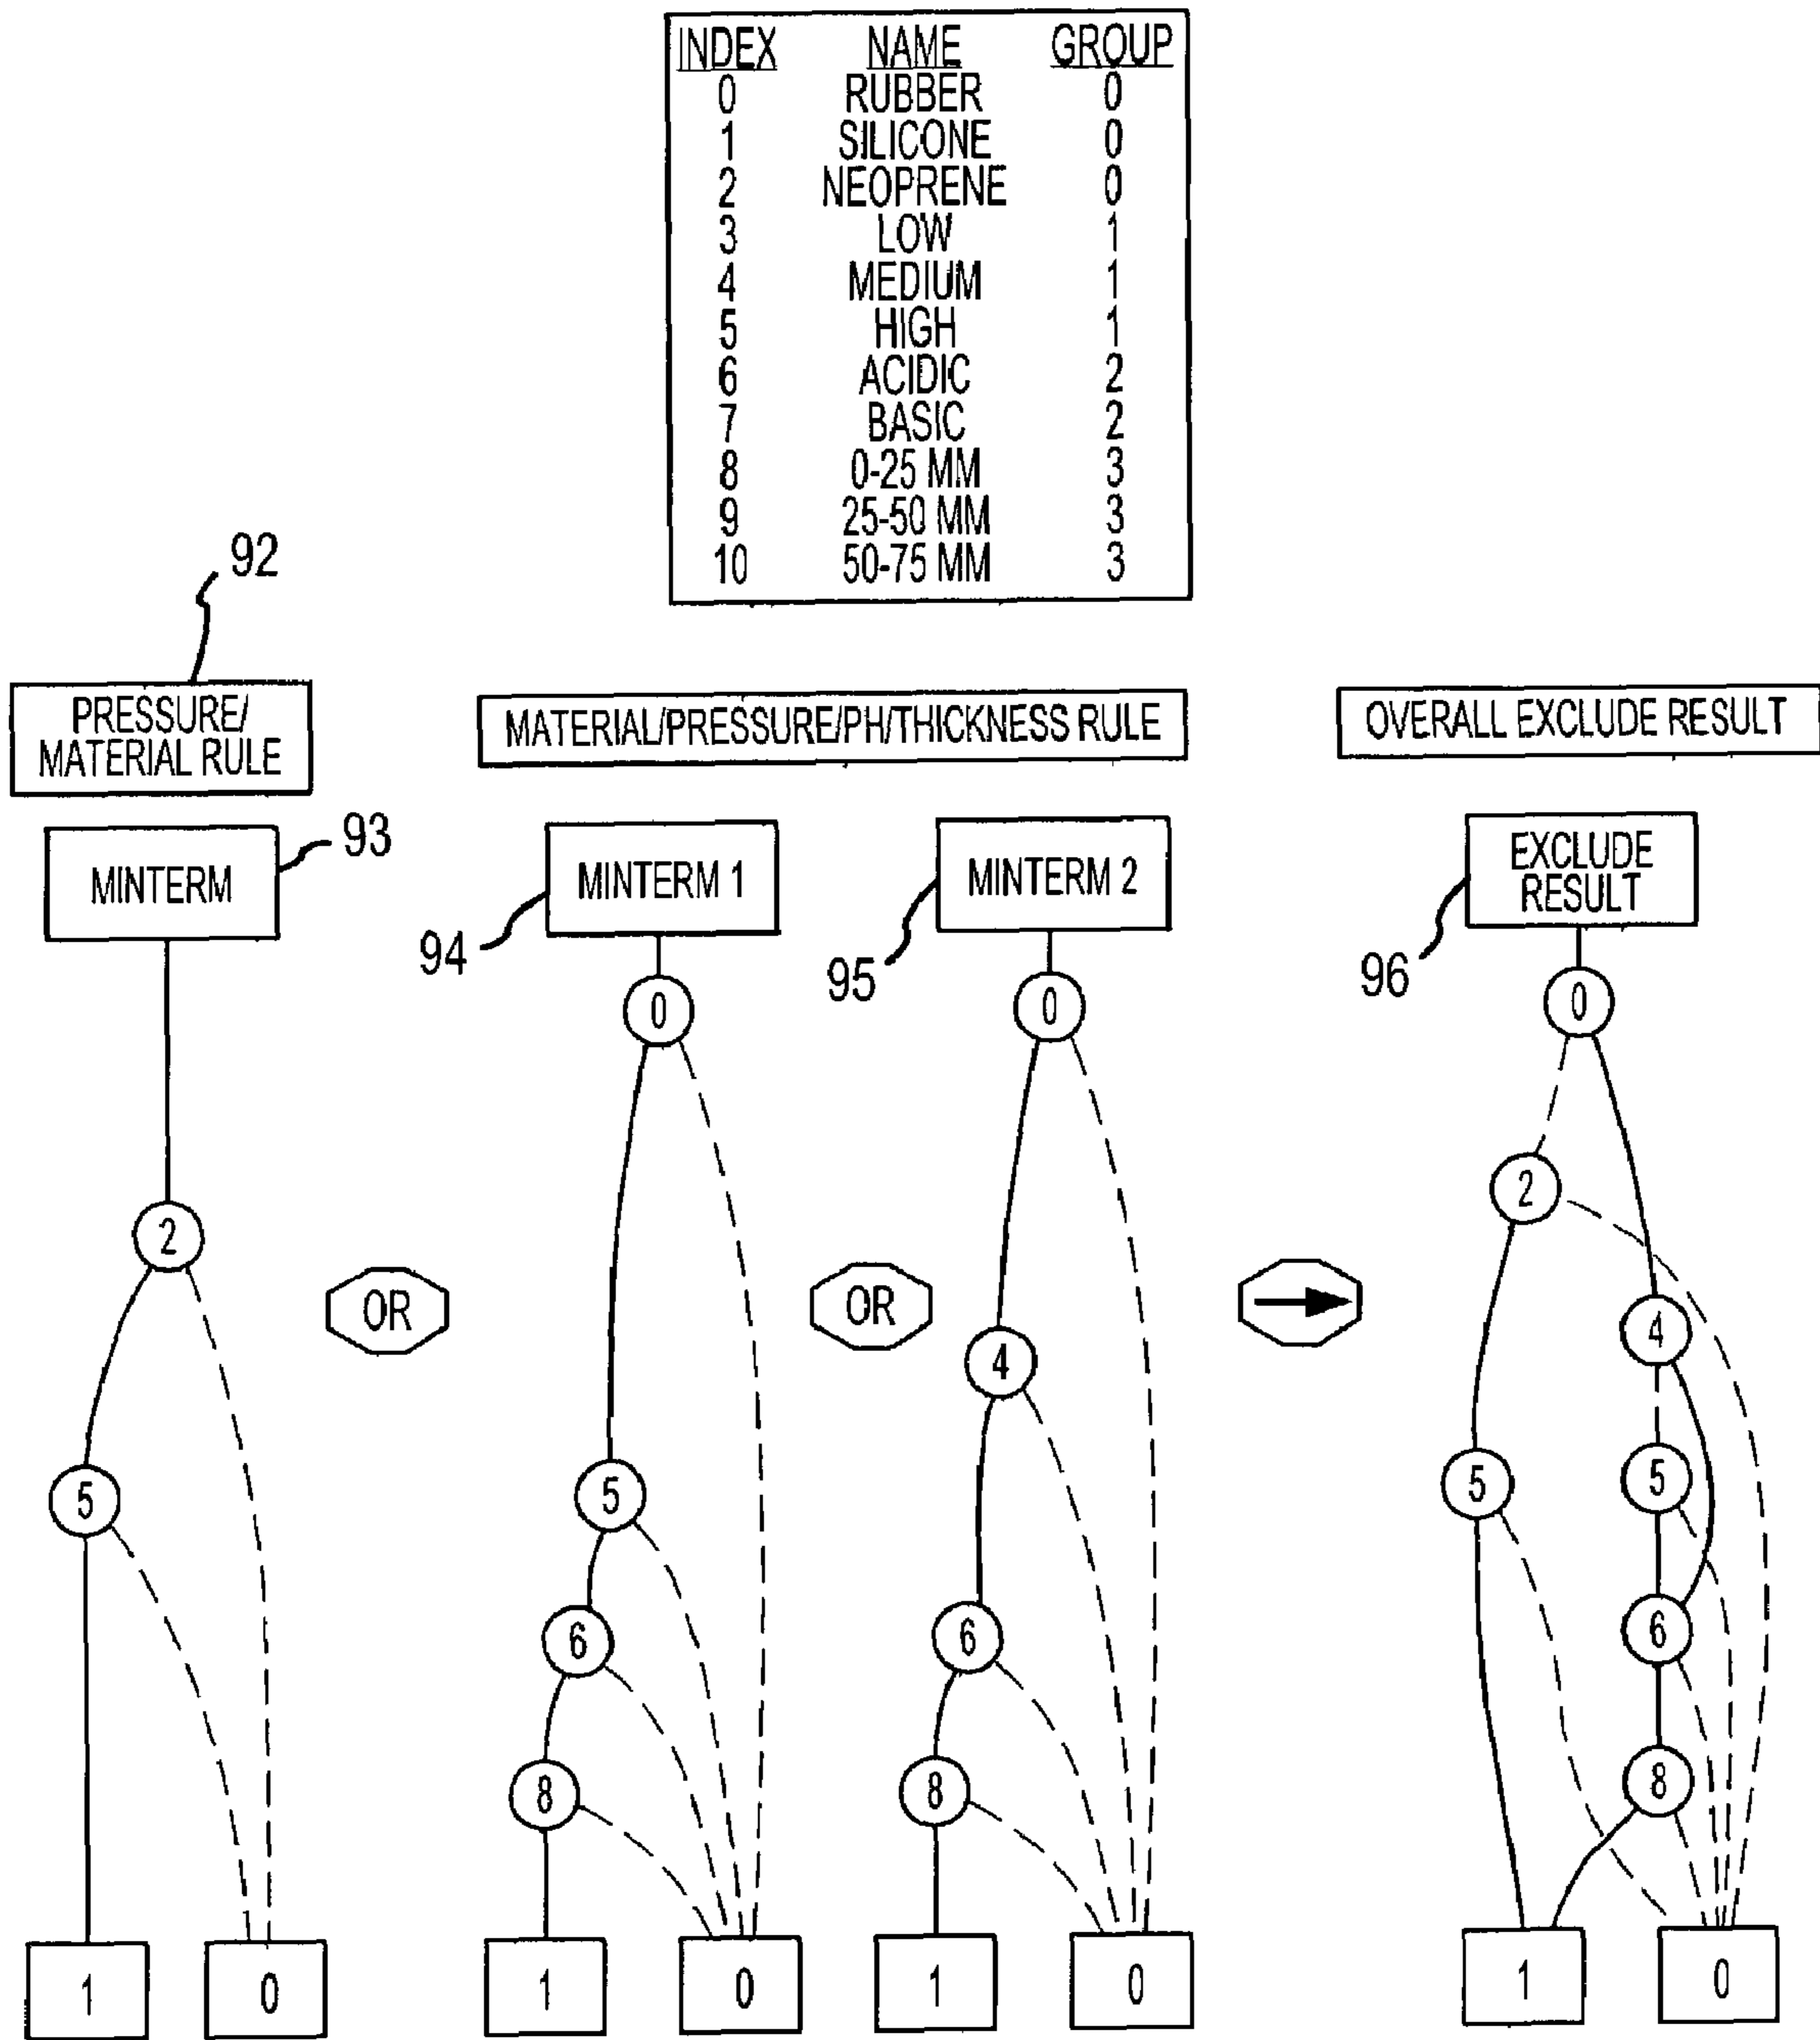 INDEX NAME GROUP
0 RUBBER 0
1 SILICONE 0
2 NEOPRENE 0
3 LOW 1
4 MEDIUM 1
5 HIGH 1
6 ACIDIC 2
7 BASIC 2
8 0-25 MM 3
9 25-50 MM 3
10 50-75 MM 3
92
PRESSURE/
MATERIAL RULE
MATERIAL/PRESSURE/PH/THICKNESS RULE
OVERALL EXCLUDE RESULT
MINTERM
93
MINTERM 1
94
MINTERM 2
95
EXCLUDE
RESULT
96
2
5
1 0
OR
0
5
6
8
1 0
OR
0
4
6
8
1 0
0
2
4
5 5
6
8
1 0